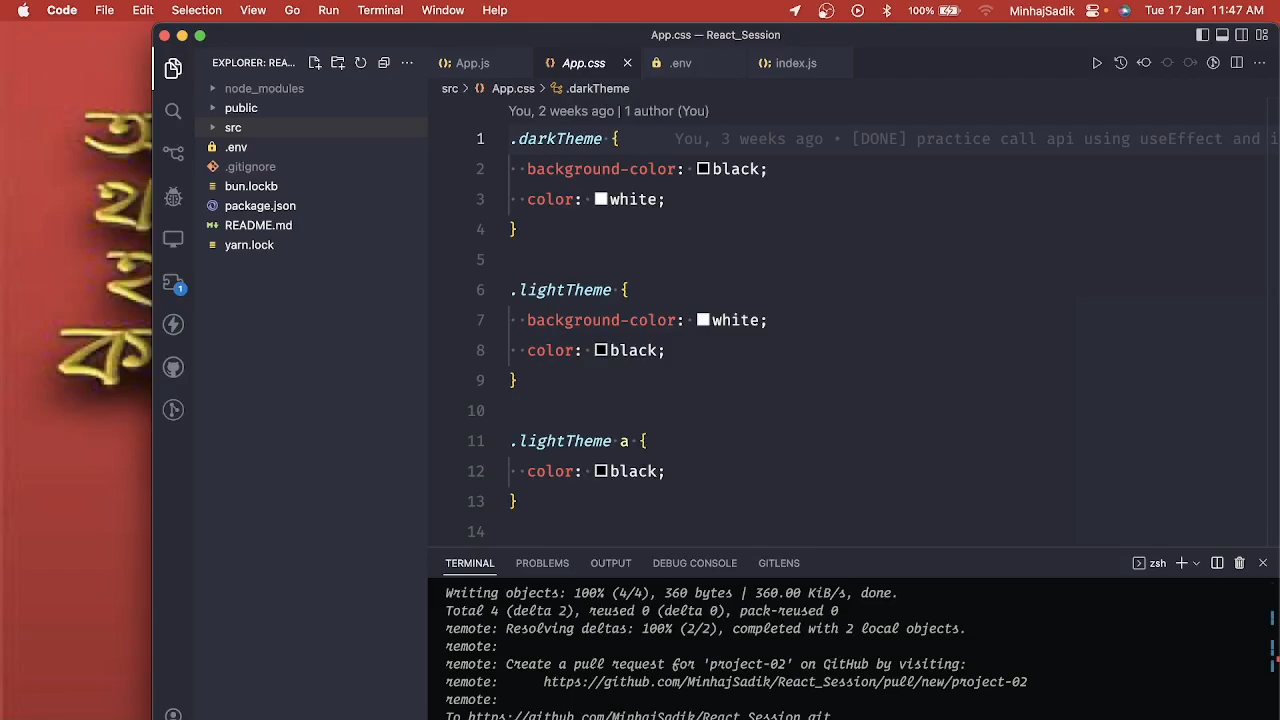 Code File Edit Selection View Go Run Terminal Window Help 100% MinhajSadik Tue 17 Jan 11:47 AM
App.css — React_Session
EXPLORER: REA...
App.js App.css .env index.js
src > App.css > .darkTheme
node_modules
public
src
.env
.gitignore
bun.lockb
package.json
README.md
yarn.lock
1
You, 2 weeks ago | 1 author (You)
1 .darkTheme { You, 3 weeks ago • [DONE] practice call api using useEffect and i
2 background-color: black;
3 color: white;
4 }
5
6 .lightTheme {
7 background-color: white;
8 color: black;
9 }
10
11 .lightTheme a {
12 color: black;
13 }
14
TERMINAL PROBLEMS OUTPUT DEBUG CONSOLE GITLENS zsh
Writing objects: 100% (4/4), 360 bytes | 360.00 KiB/s, done.
Total 4 (delta 2), reused 0 (delta 0), pack-reused 0
remote: Resolving deltas: 100% (2/2), completed with 2 local objects.
remote:
remote: Create a pull request for 'project-02' on GitHub by visiting:
remote: https://github.com/MinhajSadik/React_Session/pull/new/project-02
remote:
To https://github.com/MinhajSadik/React_Session.git